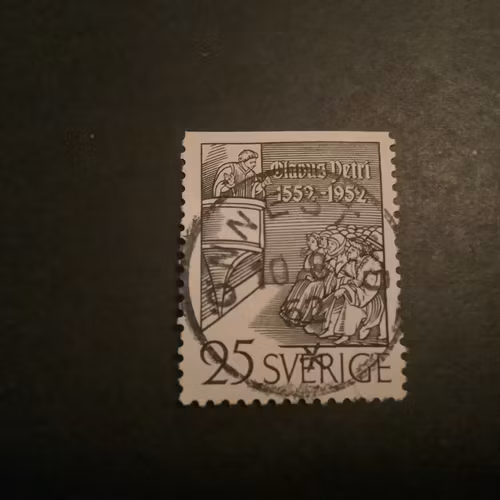 Olavus Petri
1552-1952
25 SVERIGE